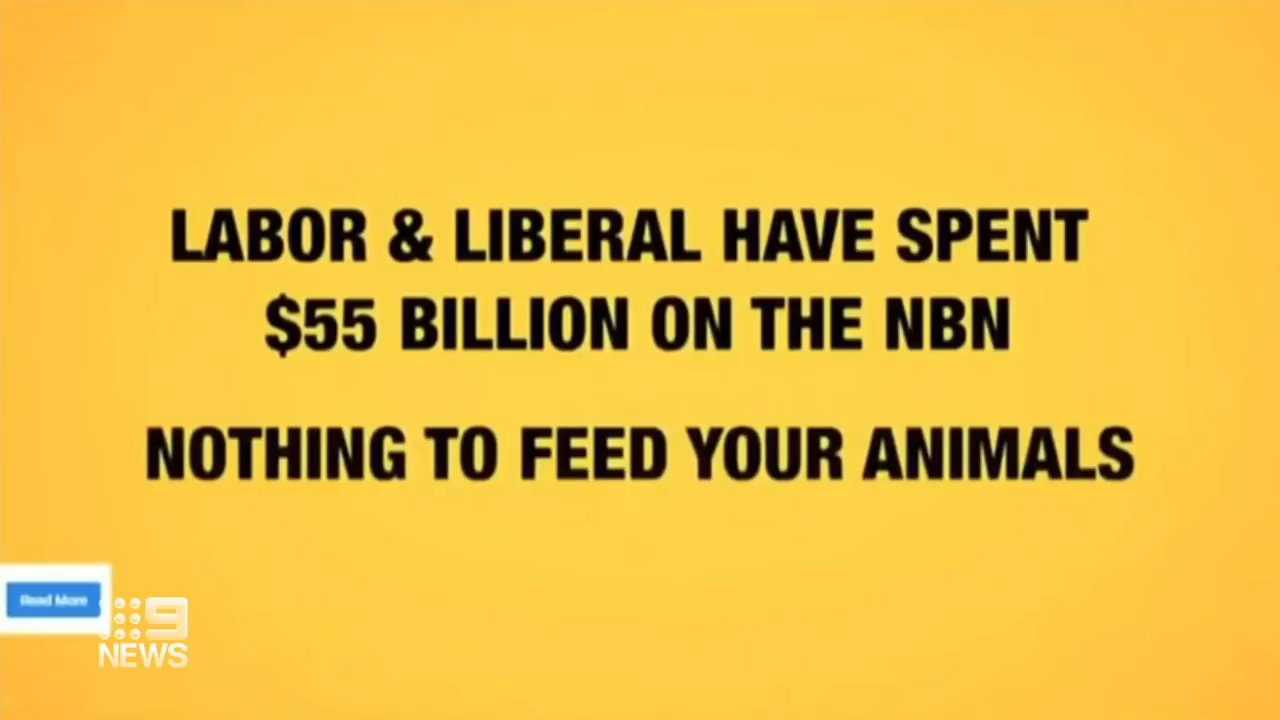 LABOR & LIBERAL HAVE SPENT
$55 BILLION ON THE NBN
NOTHING TO FEED YOUR ANIMALS
Read More
9
NEWS